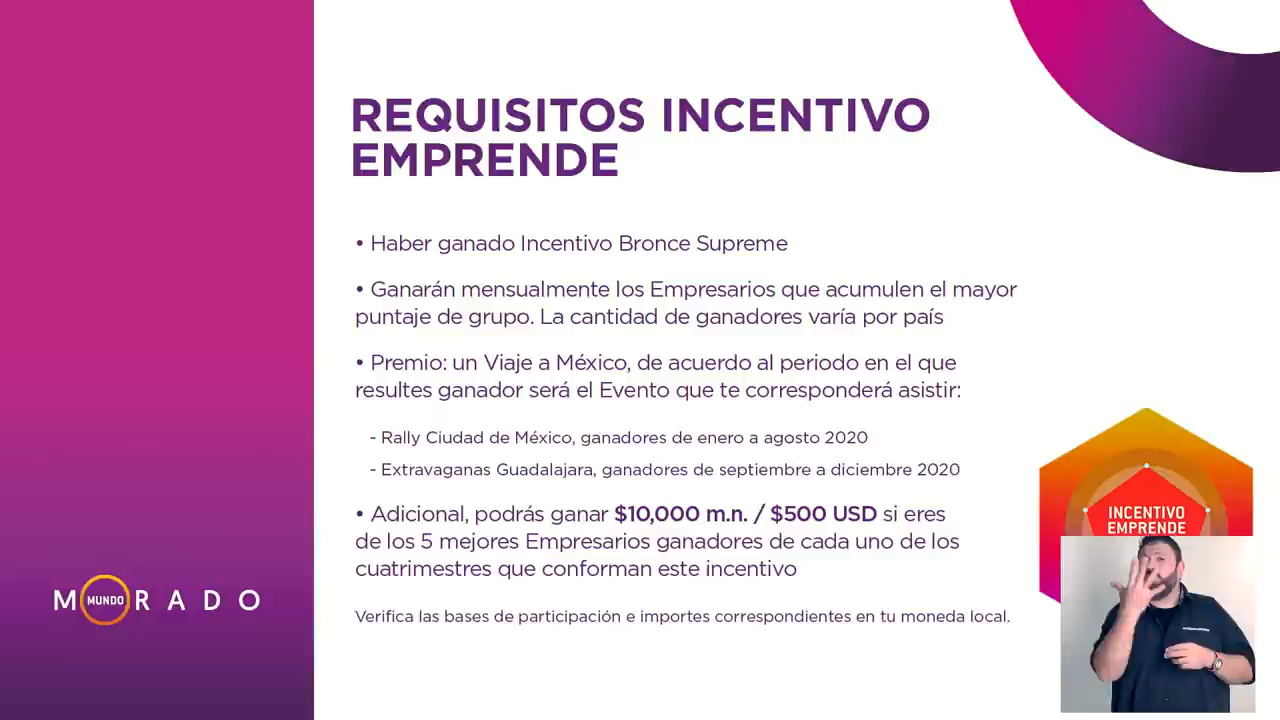 REQUISITOS INCENTIVO
EMPRENDE
• Haber ganado Incentivo Bronce Supreme
• Ganarán mensualmente los Empresarios que acumulen el mayor
puntaje de grupo. La cantidad de ganadores varía por país
• Premio: un Viaje a México, de acuerdo al periodo en el que
resultes ganador será el Evento que te corresponderá asistir:
- Rally Ciudad de México, ganadores de enero a agosto 2020
- Extravaganas Guadalajara, ganadores de septiembre a diciembre 2020
• Adicional, podrás ganar $10,000 m.n. / $500 USD si eres
de los 5 mejores Empresarios ganadores de cada uno de los
cuatrimestres que conforman este incentivo
Verifica las bases de participación e importes correspondientes en tu moneda local.
INCENTIVO
EMPRENDE
M MUNDO RADO